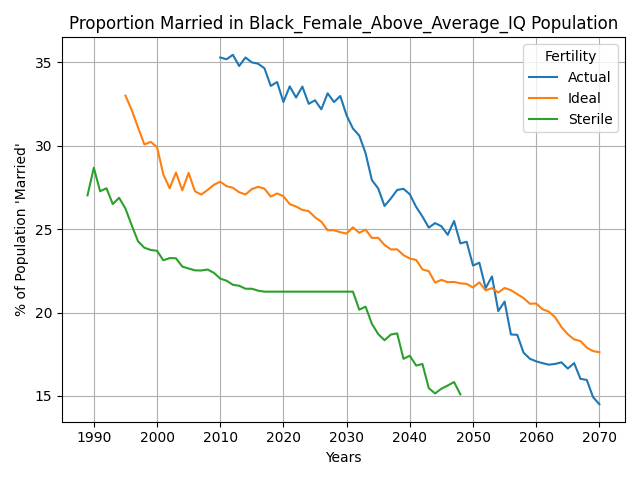 Proportion Married in Black_Female_Above_Average_IQ Population
Fertility
Actual
Ideal
Sterile
% of Population 'Married'
35
30
25
20
15
1990 2000 2010 2020 2030 2040 2050 2060 2070
Years